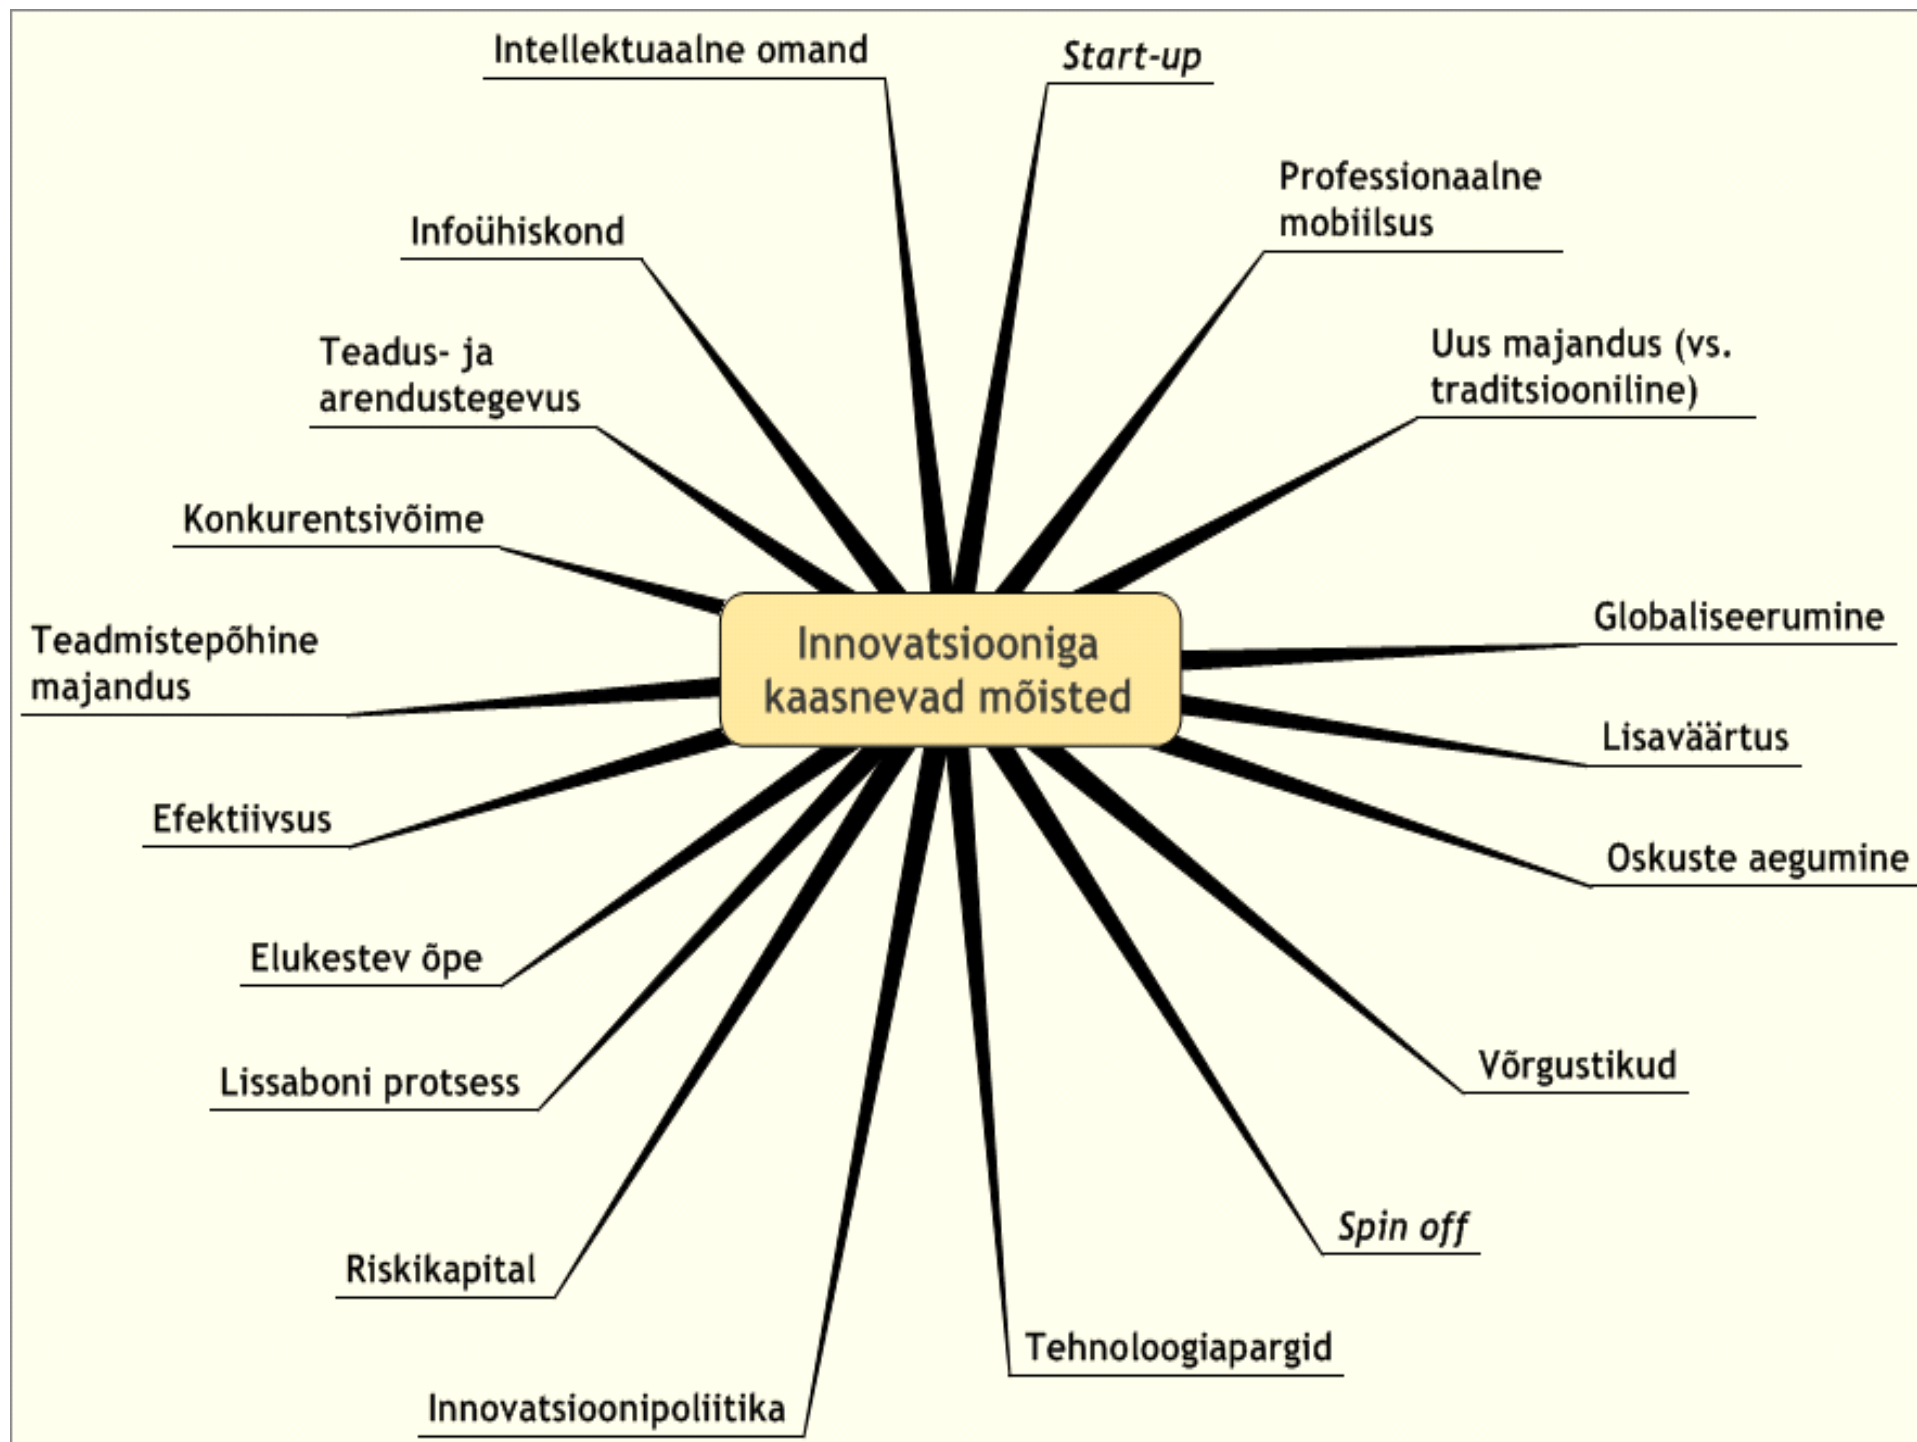 Intellektuaalne omand
Start-up
Professionaalne
mobiilsus
Infoühiskond
Uus majandus (vs.
traditsiooniline)
Teadus- ja
arendustegevus
Konkurentsivõime
Globaliseerumine
Teadmistepõhine
majandus
Innovatsiooniga
kaasnevad mõisted
Lisaväärtus
Efektiivsus
Oskuste aegumine
Elukestev õpe
Võrgustikud
Lissaboni protsess
Spin off
Riskikapital
Tehnoloogiapargid
Innovatsioonipoliitika